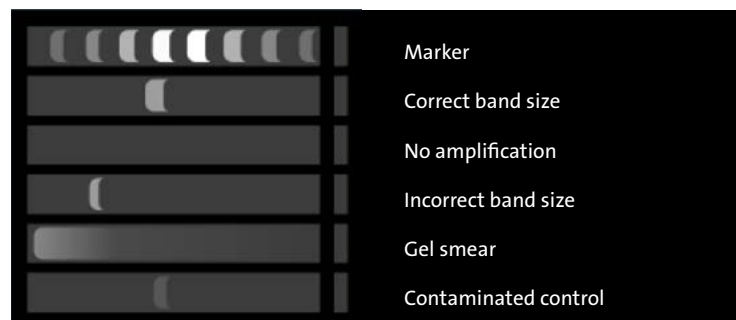 Marker
Correct band size
No amplification
Incorrect band size
Gel smear
Contaminated control